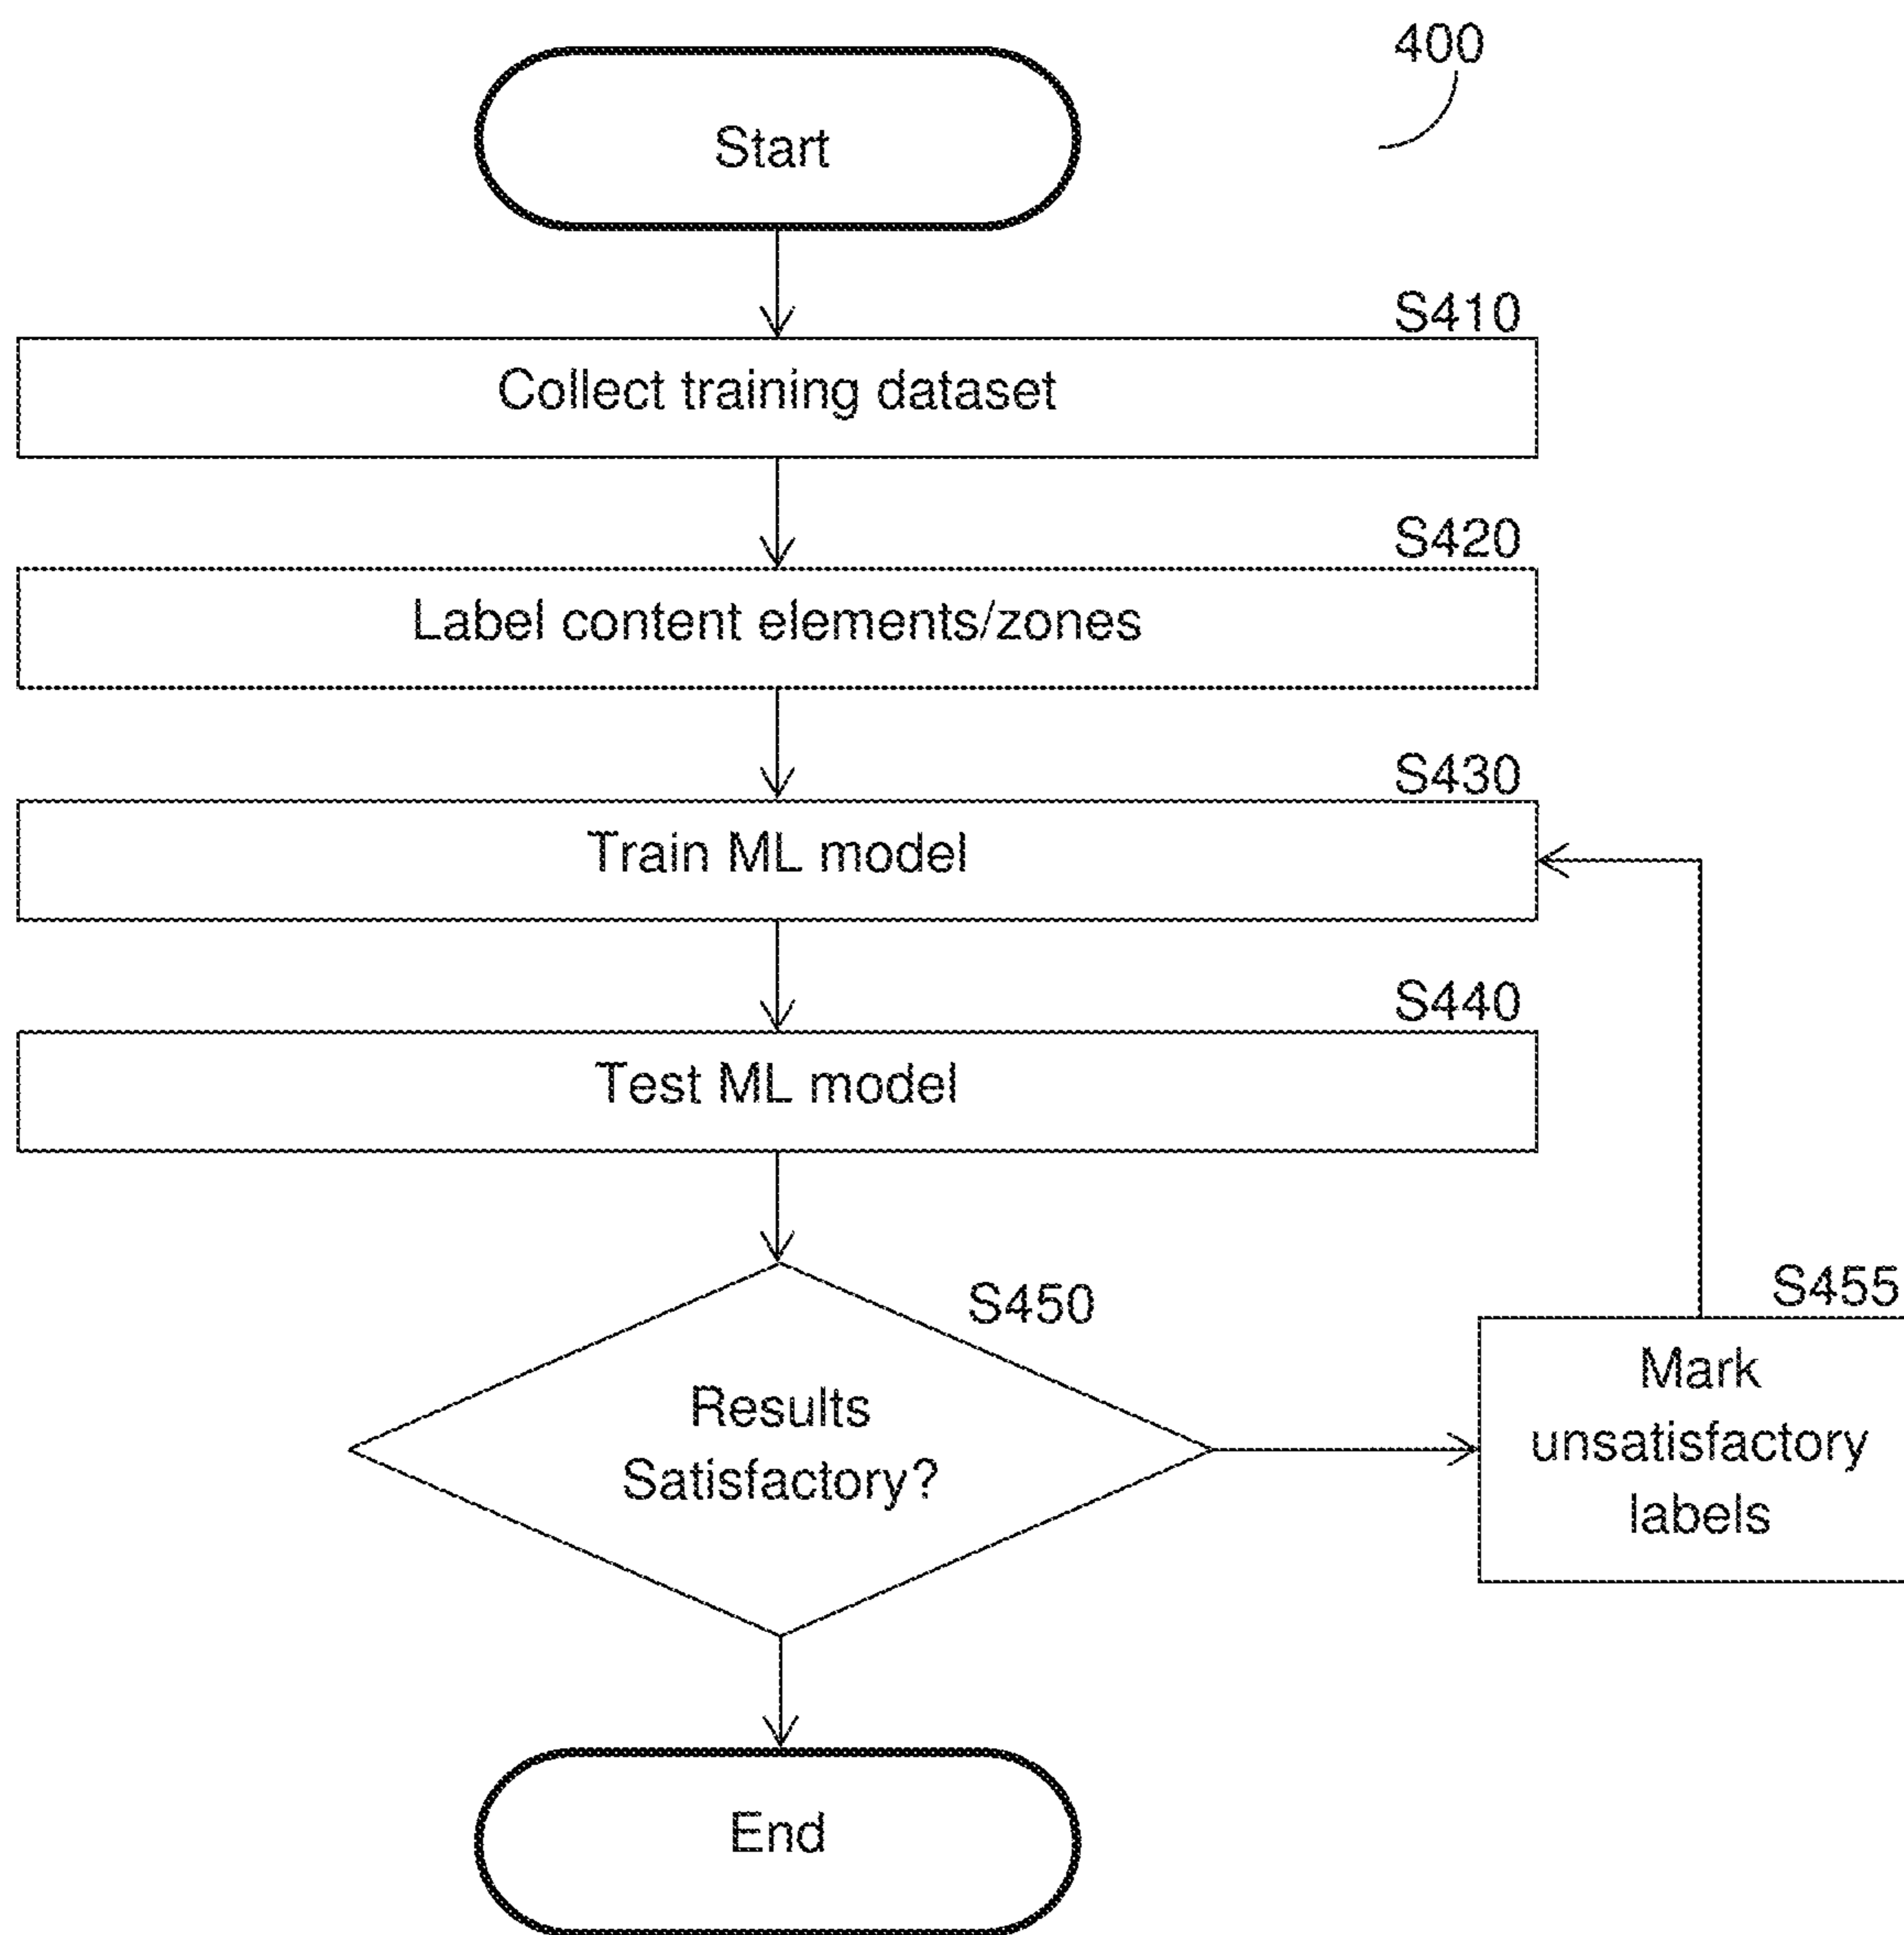 400
Start
S410
Collect training dataset
S420
Label content elements/zones
S430
Train ML model
S440
Test ML model
S450
Results
Satisfactory?
S455
Mark
unsatisfactory
labels
End